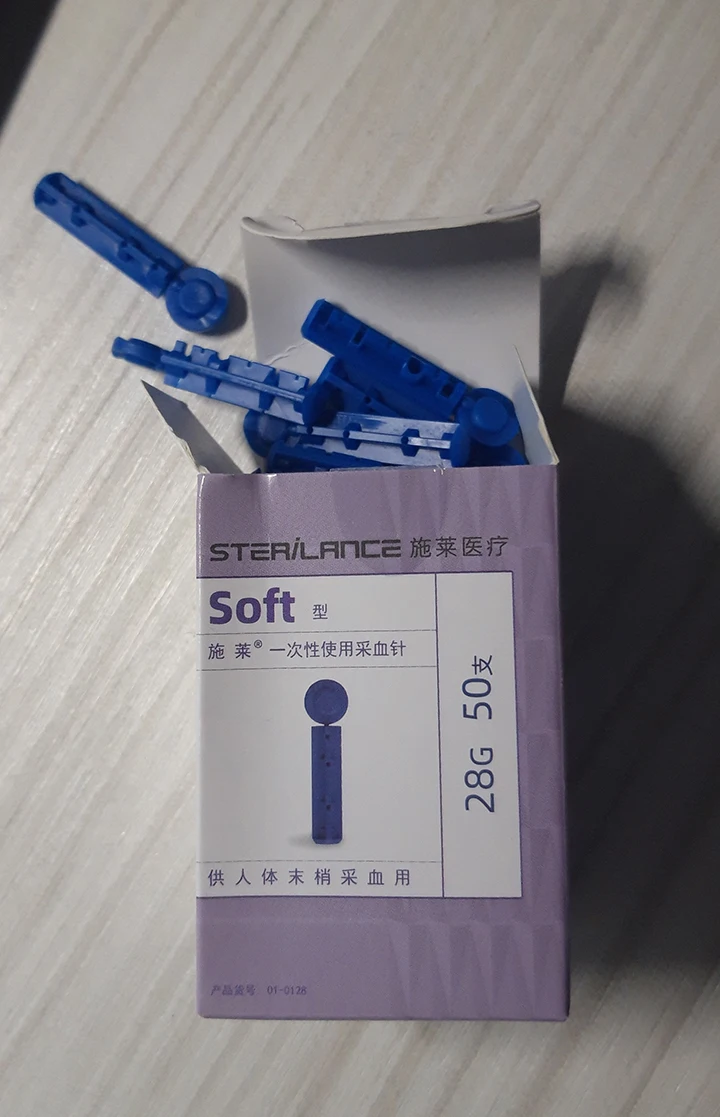 STERiLANCE 施莱医疗
Soft 型
施 莱® 一次性使用采血针
28G 50支
供人体末梢采血用
产品货号 01-0128